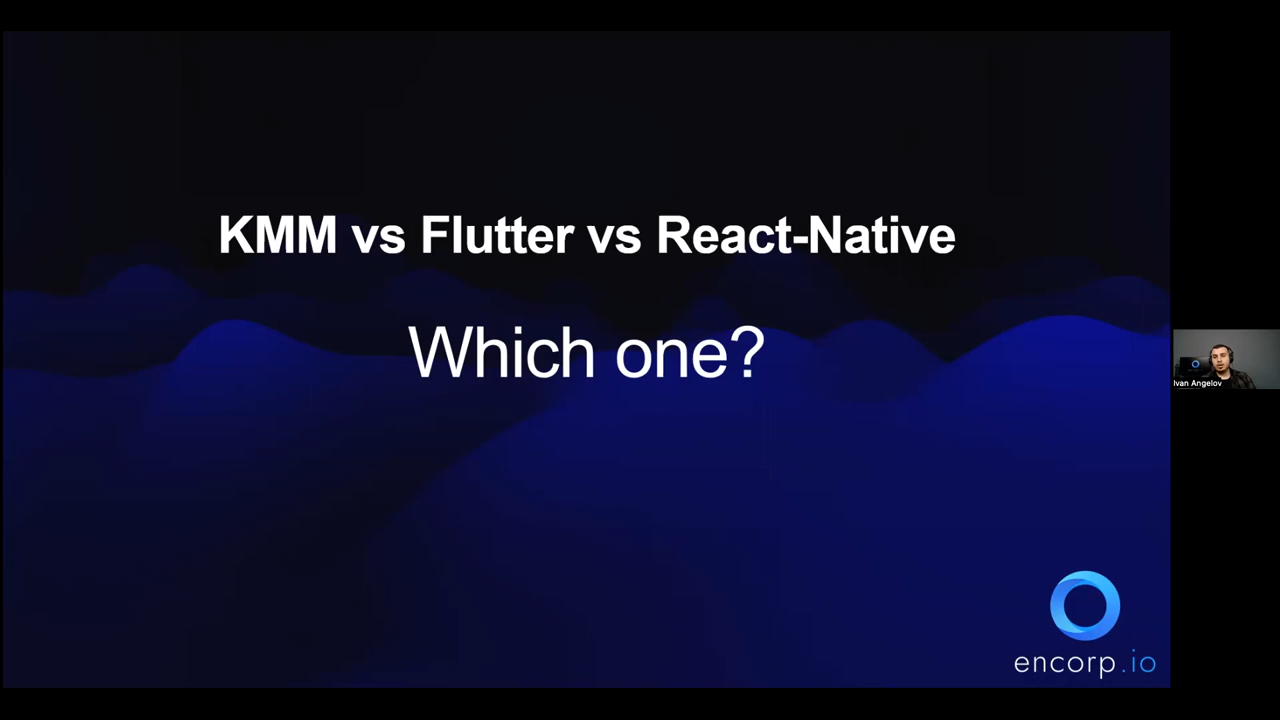 KMM vs Flutter vs React-Native
Which one?
Ivan Angelov
encorp.io